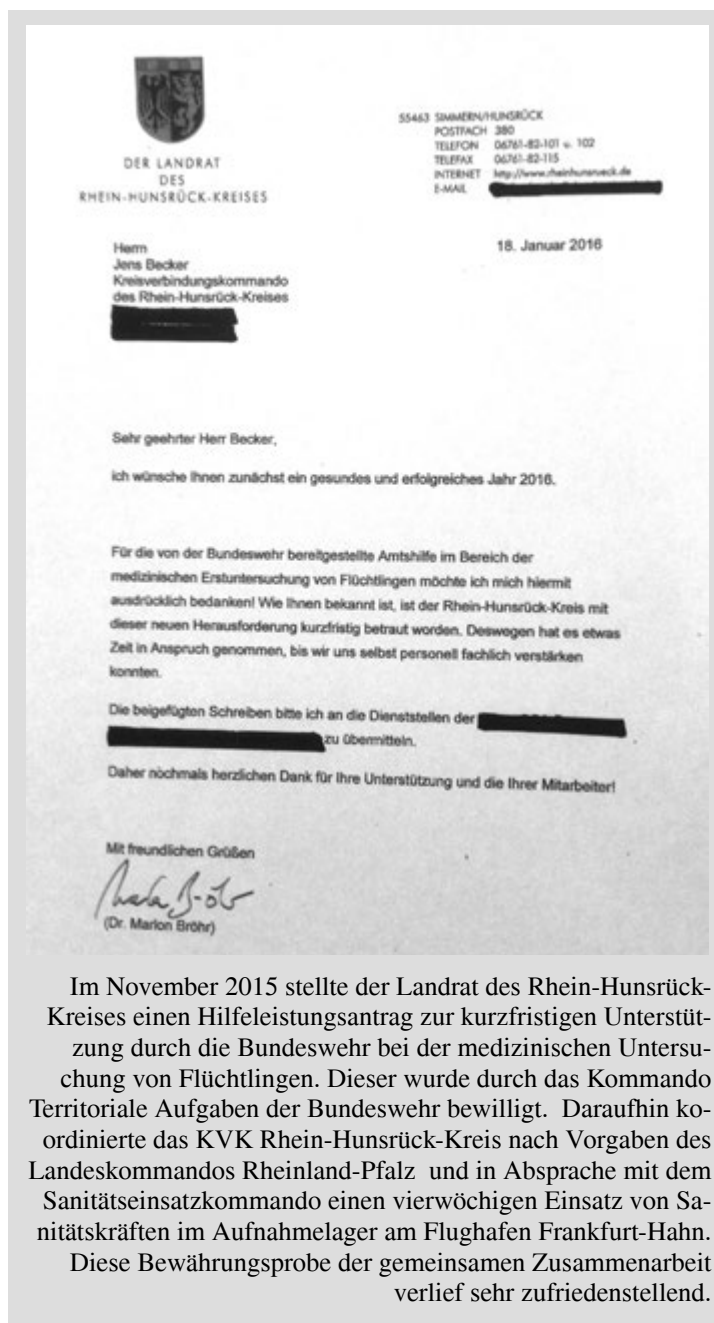 DER LANDRAT
DES
RHEIN-HUNSRÜCK-KREISES
55463 SIMMERN/HUNSRÜCK
POSTFACH 380
TELEFON 06761-82-101 u. 102
TELEFAX 06761-82-115
INTERNET http://www.rheinhunsrueck.de
E-MAIL
18. Januar 2016
Herrn
Jens Becker
Kreisverbindungskommando
des Rhein-Hunsrück-Kreises
Sehr geehrter Herr Becker,
ich wünsche Ihnen zunächst ein gesundes und erfolgreiches Jahr 2016.
Für die von der Bundeswehr bereitgestellte Amtshilfe im Bereich der
medizinischen Erstuntersuchung von Flüchtlingen möchte ich mich hiermit
ausdrücklich bedanken! Wie Ihnen bekannt ist, ist der Rhein-Hunsrück-Kreis mit
dieser neuen Herausforderung kurzfristig betraut worden. Deswegen hat es etwas
Zeit in Anspruch genommen, bis wir uns selbst personell fachlich verstärken
konnten.
Die beigefügten Schreiben bitte ich an die Dienststellen der
zu übermitteln.
Daher nochmals herzlichen Dank für Ihre Unterstützung und die Ihrer Mitarbeiter!
Mit freundlichen Grüßen
(Dr. Marlon Bröhr)
Im November 2015 stellte der Landrat des Rhein-Hunsrück-
Kreises einen Hilfeleistungsantrag zur kurzfristigen Unterstüt-
zung durch die Bundeswehr bei der medizinischen Untersu-
chung von Flüchtlingen. Dieser wurde durch das Kommando
Territoriale Aufgaben der Bundeswehr bewilligt. Daraufhin ko-
ordinierte das KVK Rhein-Hunsrück-Kreis nach Vorgaben des
Landeskommandos Rheinland-Pfalz und in Absprache mit dem
Sanitätseinsatzkommando einen vierwöchigen Einsatz von Sa-
nitätskräften im Aufnahmelager am Flughafen Frankfurt-Hahn.
Diese Bewährungsprobe der gemeinsamen Zusammenarbeit
verlief sehr zufriedenstellend.